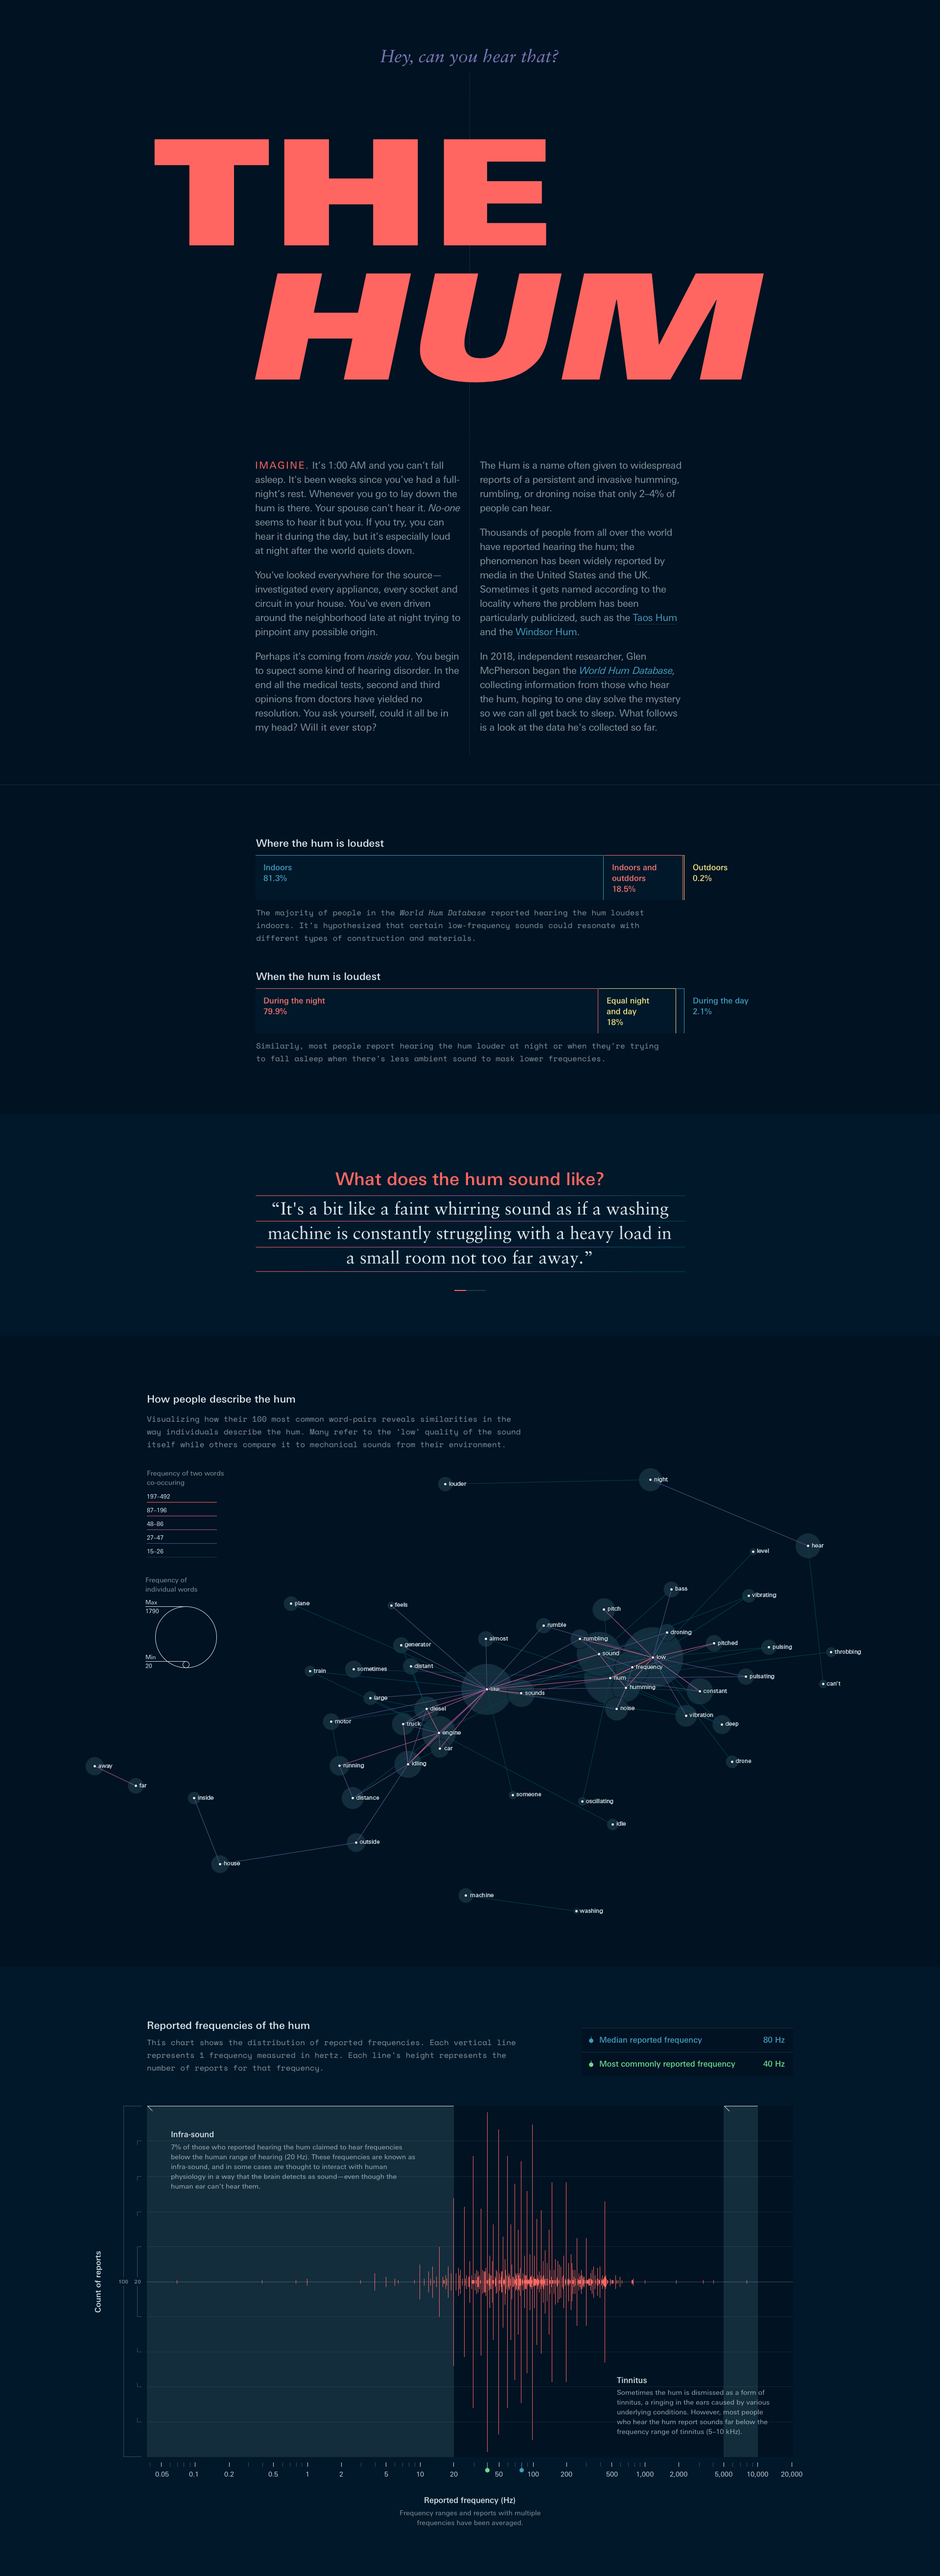 Hey, can you hear that?
THE
HUM
IMAGINE. It's 1:00 AM and you can't fall
asleep. It's been weeks since you've had a full-
night's rest. Whenever you go to lay down the
hum is there. Your spouse can't hear it. No-one
seems to hear it but you. If you try, you can
hear it during the day, but it's especially loud
at night after the world quiets down.
You've looked everywhere for the source—
investigated every appliance, every socket and
circuit in your house. You've even driven
around the neighborhood late at night trying to
pinpoint any possible origin.
Perhaps it's coming from inside you. You begin
to supect some kind of hearing disorder. In the
end all the medical tests, second and third
opinions from doctors have yielded no
resolution. You ask yourself, could it all be in
my head? Will it ever stop?
The Hum is a name often given to widespread
reports of a persistent and invasive humming,
rumbling, or droning noise that only 2–4% of
people can hear.
Thousands of people from all over the world
have reported hearing the hum; the
phenomenon has been widely reported by
media in the United States and the UK.
Sometimes it gets named according to the
locality where the problem has been
particularly publicized, such as the Taos Hum
and the Windsor Hum.
In 2018, independent researcher, Glen
McPherson began the World Hum Database,
collecting information from those who hear
the hum, hoping to one day solve the mystery
so we can all get back to sleep. What follows
is a look at the data he's collected so far.
Where the hum is loudest
Indoors
81.3%
Indoors and
outddors
18.5%
Outdoors
0.2%
The majority of people in the World Hum Database reported hearing the hum loudest
indoors. It's hypothesized that certain low-frequency sounds could resonate with
different types of construction and materials.
When the hum is loudest
During the night
79.9%
Equal night
and day
18%
During the day
2.1%
Similarly, most people report hearing the hum louder at night or when they're trying
to fall asleep when there's less ambient sound to mask lower frequencies.
What does the hum sound like?
“It's a bit like a faint whirring sound as if a washing
machine is constantly struggling with a heavy load in
a small room not too far away.”
How people describe the hum
Visualizing how their 100 most common word-pairs reveals similarities in the
way individuals describe the hum. Many refer to the 'low' quality of the sound
itself while others compare it to mechanical sounds from their environment.
Frequency of two words
co-occuring
197-492
87-196
48-86
27-47
15-26
Frequency of
individual words
Max
1790
Min
20
louder
night
hear
level
bass
vibrating
plane
feels
pitch
rumble
droning
almost
rumbling
generator
pitched
pulsing
throbbing
sound
low
distant
frequency
train
sometimes
hum
pulsating
can't
like
humming
sounds
constant
large
diesel
noise
vibration
motor
truck
deep
engine
car
drone
running
idling
away
far
someone
inside
distance
oscillating
idle
outside
house
machine
washing
Reported frequencies of the hum
This chart shows the distribution of reported frequencies. Each vertical line
represents 1 frequency measured in hertz. Each line's height represents the
number of reports for that frequency.
Median reported frequency 80 Hz
Most commonly reported frequency 40 Hz
Infra-sound
7% of those who reported hearing the hum claimed to hear frequencies
below the human range of hearing (20 Hz). These frequencies are known as
infra-sound, and in some cases are thought to interact with human
physiology in a way that the brain detects as sound—even though the
human ear can't hear them.
Count of reports
100 20
Tinnitus
Sometimes the hum is dismissed as a form of
tinnitus, a ringing in the ears caused by various
underlying conditions. However, most people
who hear the hum report sounds far below the
frequency range of tinnitus (5–10 kHz).
0.05 0.1 0.2 0.5 1 2 5 10 20 50 100 200 500 1,000 2,000 5,000 10,000 20,000
Reported frequency (Hz)
Frequency ranges and reports with multiple
frequencies have been averaged.